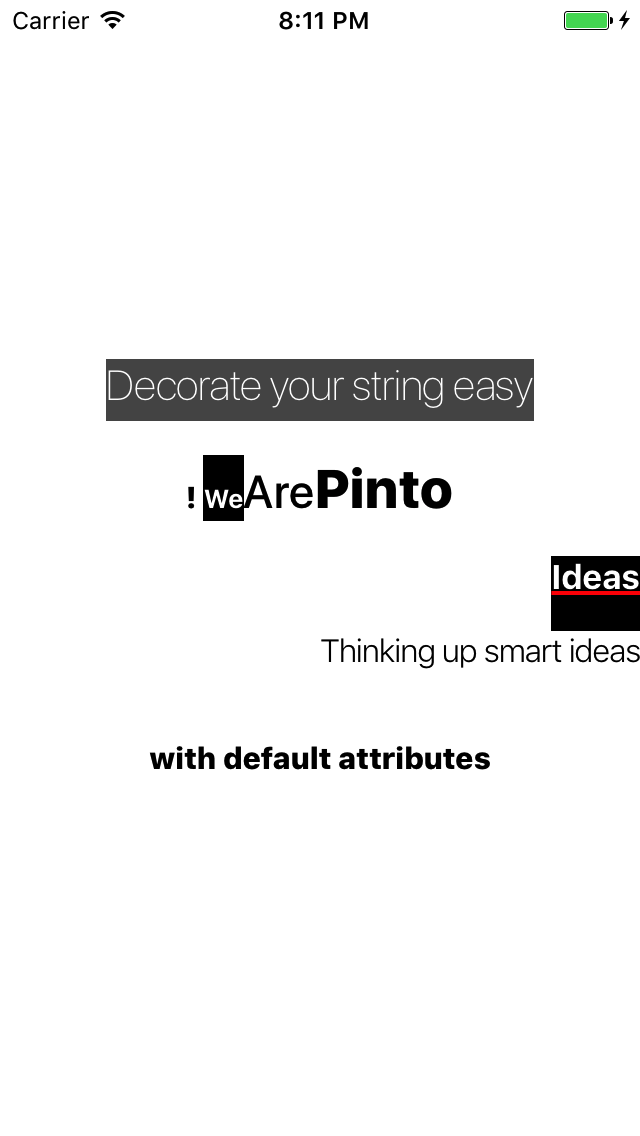 Carrier 8:11 PM
Decorate your string easy
! WeArePinto
Ideas
Thinking up smart ideas
with default attributes